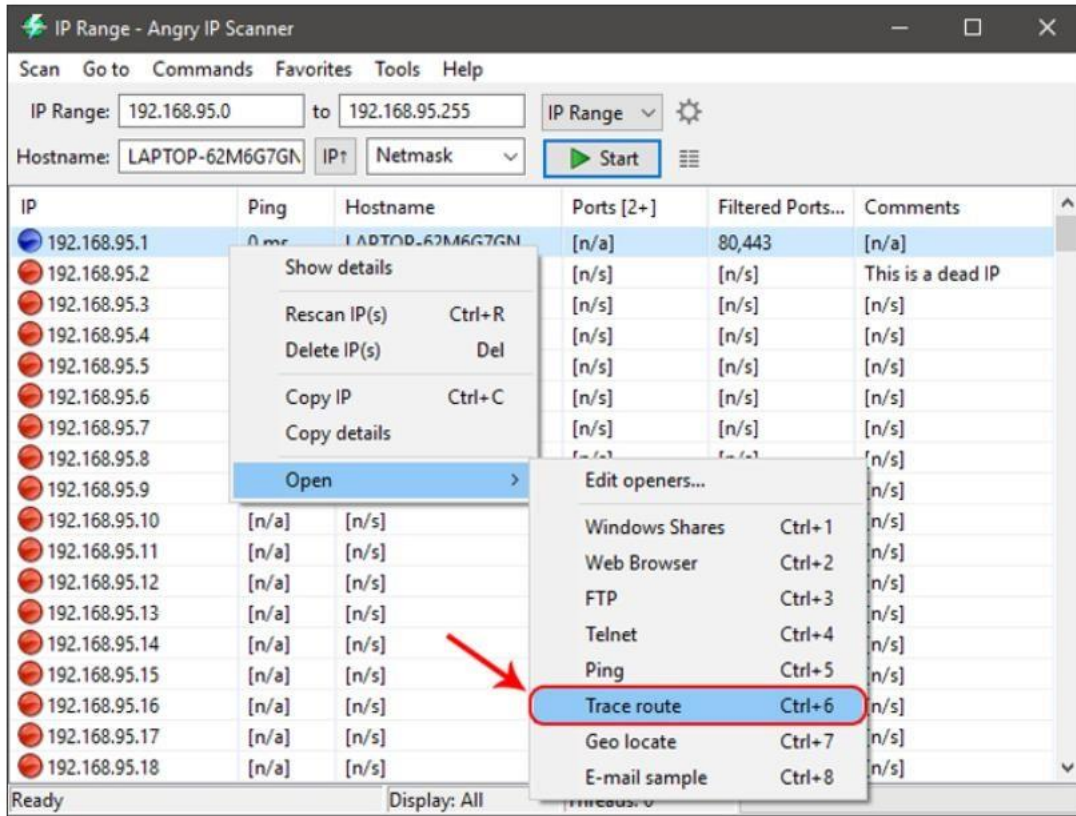 IP Range - Angry IP Scanner
Scan Go to Commands Favorites Tools Help
IP Range: 192.168.95.0 to 192.168.95.255 IP Range
Hostname: LAPTOP-62M6G7GN IP↑ Netmask Start
IP Ping Hostname Ports [2+] Filtered Ports... Comments
192.168.95.1 0 ms LAPTOP-62M6G7GN [n/a] 80,443 [n/a]
Show details
192.168.95.2 [n/s] [n/s] This is a dead IP
192.168.95.3 [n/s] [n/s] [n/s]
Rescan IP(s) Ctrl+R
192.168.95.4 [n/s] [n/s] [n/s]
Delete IP(s) Del
192.168.95.5 [n/s] [n/s] [n/s]
192.168.95.6 [n/s] [n/s] [n/s]
Copy IP Ctrl+C
192.168.95.7 [n/s] [n/s] [n/s]
Copy details
192.168.95.8 [n/s] [n/s] [n/s]
Open > Edit openers...
192.168.95.9 [n/s]
192.168.95.10 [n/a] [n/s] [n/s]
Windows Shares Ctrl+1
192.168.95.11 [n/a] [n/s] [n/s]
Web Browser Ctrl+2
192.168.95.12 [n/a] [n/s] [n/s]
FTP Ctrl+3
192.168.95.13 [n/a] [n/s] [n/s]
Telnet Ctrl+4
192.168.95.14 [n/a] [n/s] [n/s]
Ping Ctrl+5
192.168.95.15 [n/a] [n/s] [n/s]
192.168.95.16 [n/a] [n/s] [n/s]
Trace route Ctrl+6
192.168.95.17 [n/a] [n/s] [n/s]
Geo locate Ctrl+7
192.168.95.18 [n/a] [n/s] [n/s]
E-mail sample Ctrl+8
Ready Display: All Threads: 0